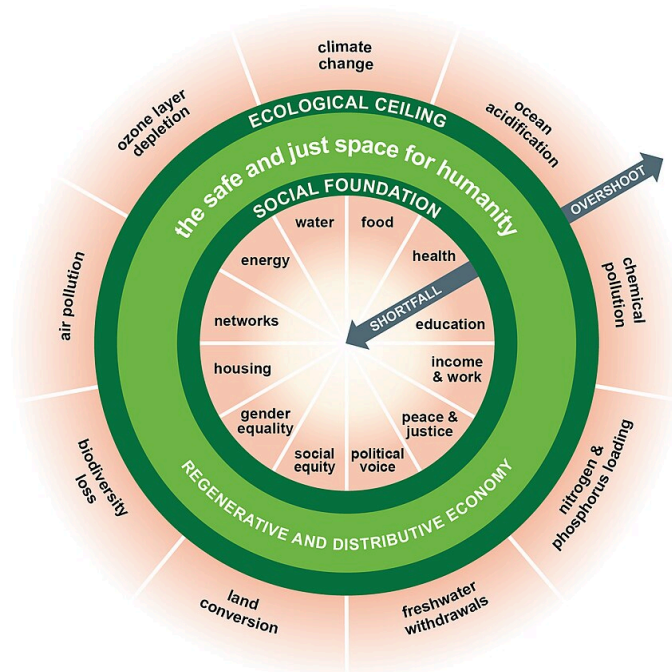 climate
change
ocean
acidification
chemical
pollution
nitrogen &
phosphorus loading
freshwater
withdrawals
land
conversion
biodiversity
loss
air pollution
ozone layer
depletion
ECOLOGICAL CEILING
the safe and just space for humanity
SOCIAL FOUNDATION
OVERSHOOT
SHORTFALL
water
food
health
education
income
& work
peace &
justice
political
voice
social
equity
gender
equality
housing
networks
energy
REGENERATIVE AND DISTRIBUTIVE ECONOMY